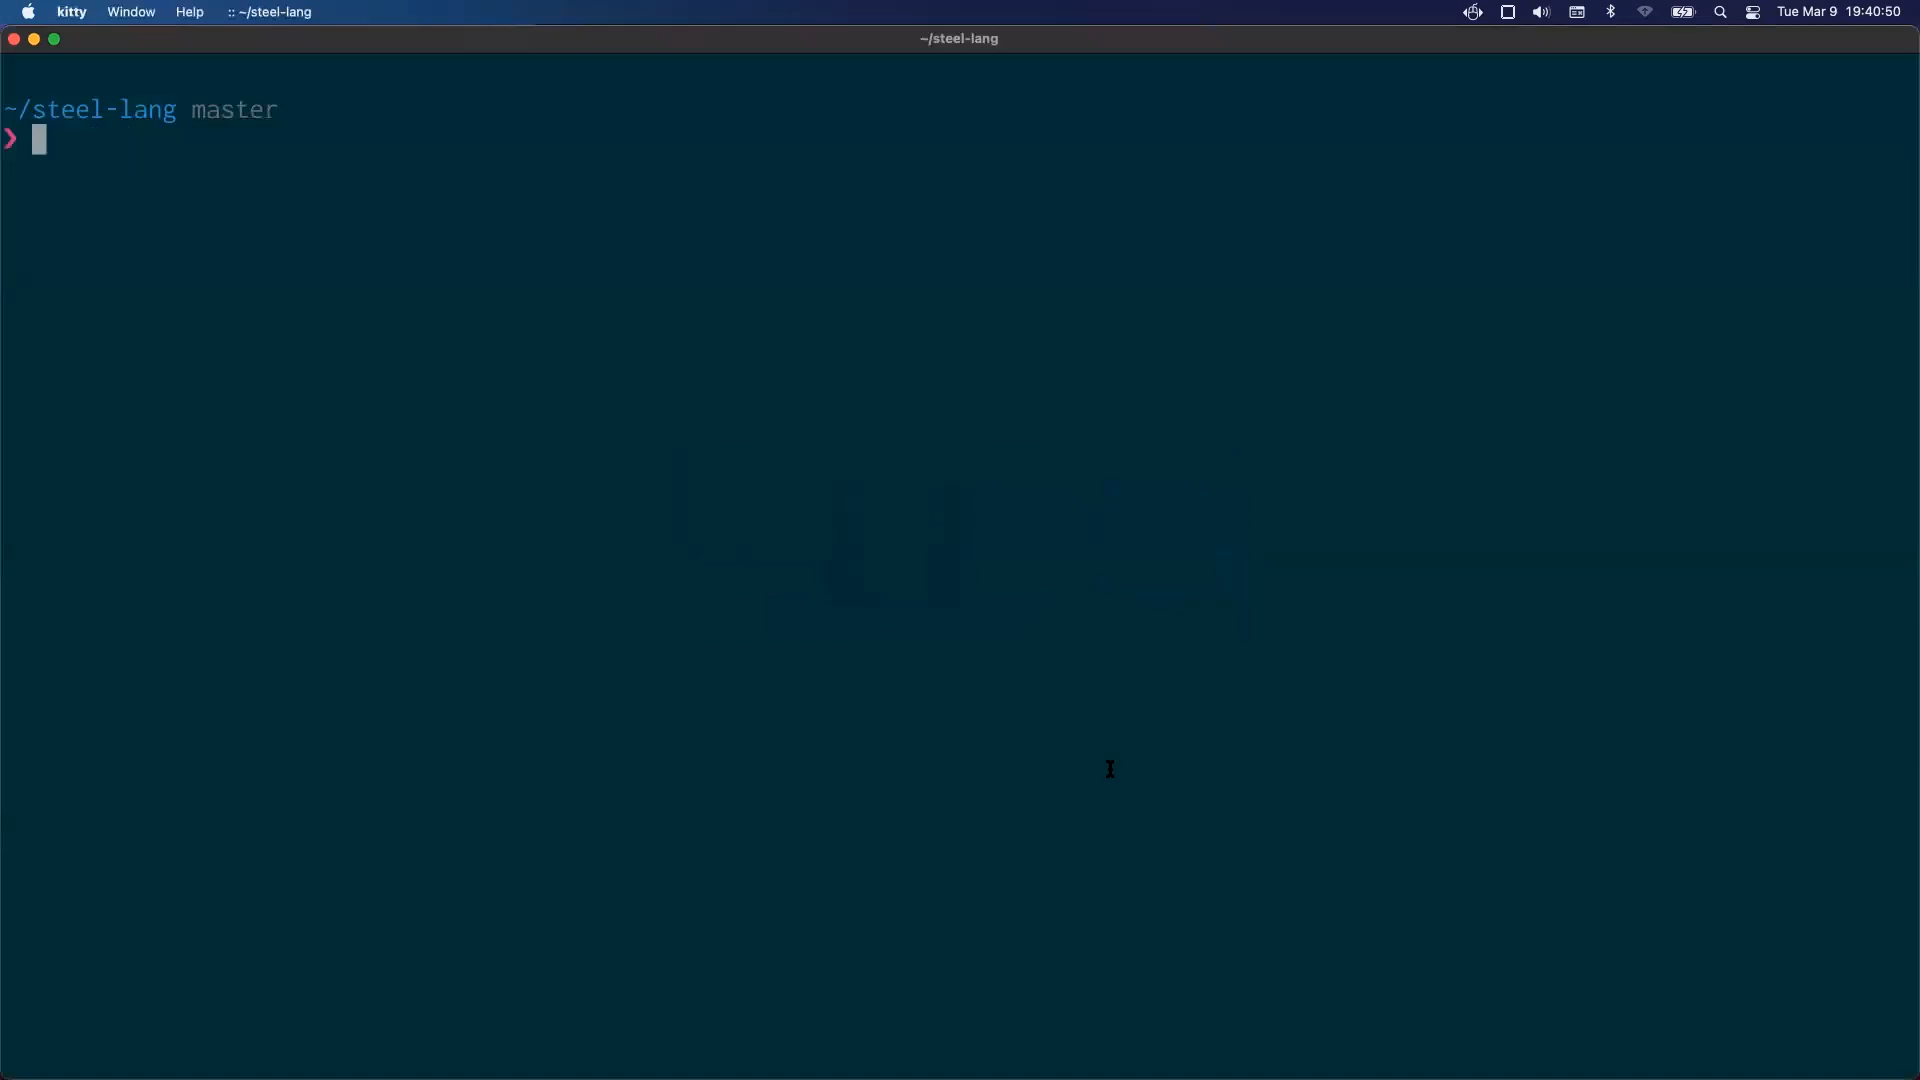 kitty Window Help :: ~/steel-lang Tue Mar 9 19:40:50
~/steel-lang
~/steel-lang master
❯